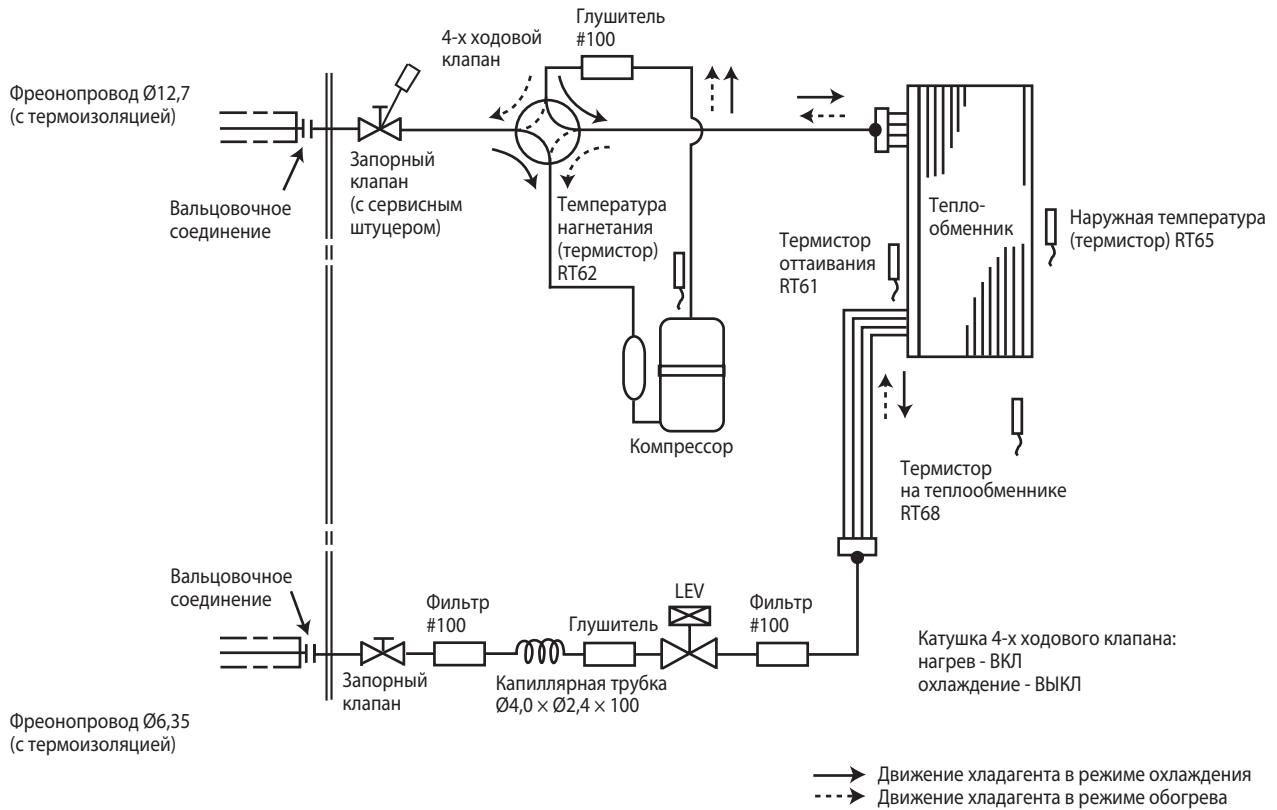 Глушитель
#100
4-х ходовой
клапан
Фреонопровод Ø12,7
(с термоизоляцией)
Вальцовочное
соединение
Запорный
клапан
(с сервисным
штуцером)
Температура
нагнетания
(термистор)
RT62
Тепло-
обменник
Наружная температура
(термистор) RT65
Термистор
оттаивания
RT61
Компрессор
Термистор
на теплообменнике
RT68
Вальцовочное
соединение
Фильтр
#100
Глушитель
LEV
Фильтр
#100
Катушка 4-х ходового клапана:
нагрев - ВКЛ
охлаждение - ВЫКЛ
Запорный
клапан
Капиллярная трубка
Ø4,0 × Ø2,4 × 100
Фреонопровод Ø6,35
(с термоизоляцией)
Движение хладагента в режиме охлаждения
Движение хладагента в режиме обогрева